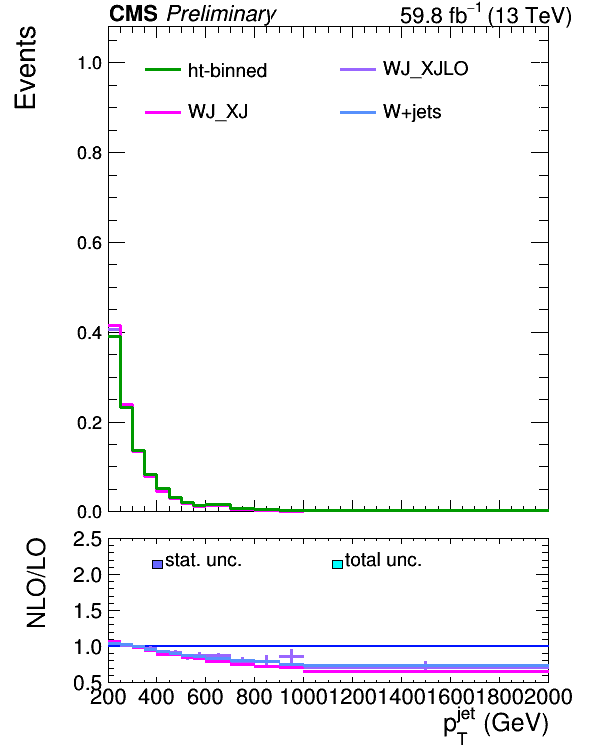 CMS Preliminary 59.8 fb⁻¹ (13 TeV)
Events
ht-binned WJ_XJLO
WJ_XJ W+jets
1.0
0.8
0.6
0.4
0.2
0.0
NLO/LO
stat. unc. total unc.
2.5
2.0
1.5
1.0
0.5
200 400 600 800 1000 1200 1400 1600 1800 2000
p_T^jet (GeV)